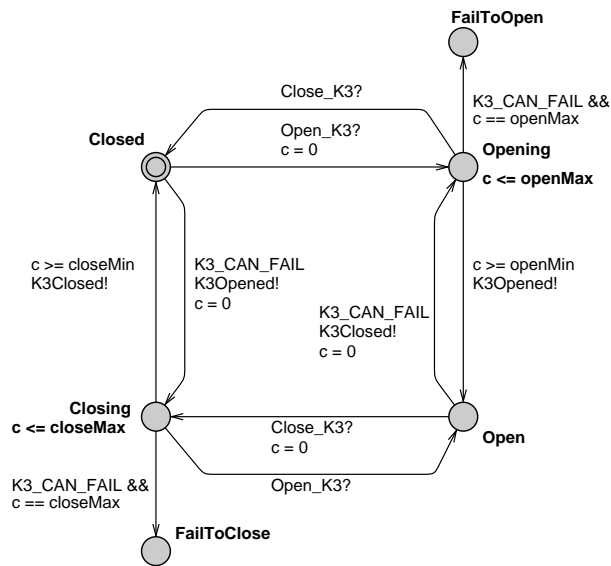 FailToOpen
K3_CAN_FAIL &&
c == openMax
Close_K3?
Closed
Open_K3?
c = 0
Opening
c <= openMax
c >= closeMin
K3Closed!
K3_CAN_FAIL
K3Opened!
c = 0
K3_CAN_FAIL
K3Closed!
c = 0
c >= openMin
K3Opened!
Closing
c <= closeMax
Close_K3?
c = 0
Open
K3_CAN_FAIL &&
c == closeMax
Open_K3?
FailToClose